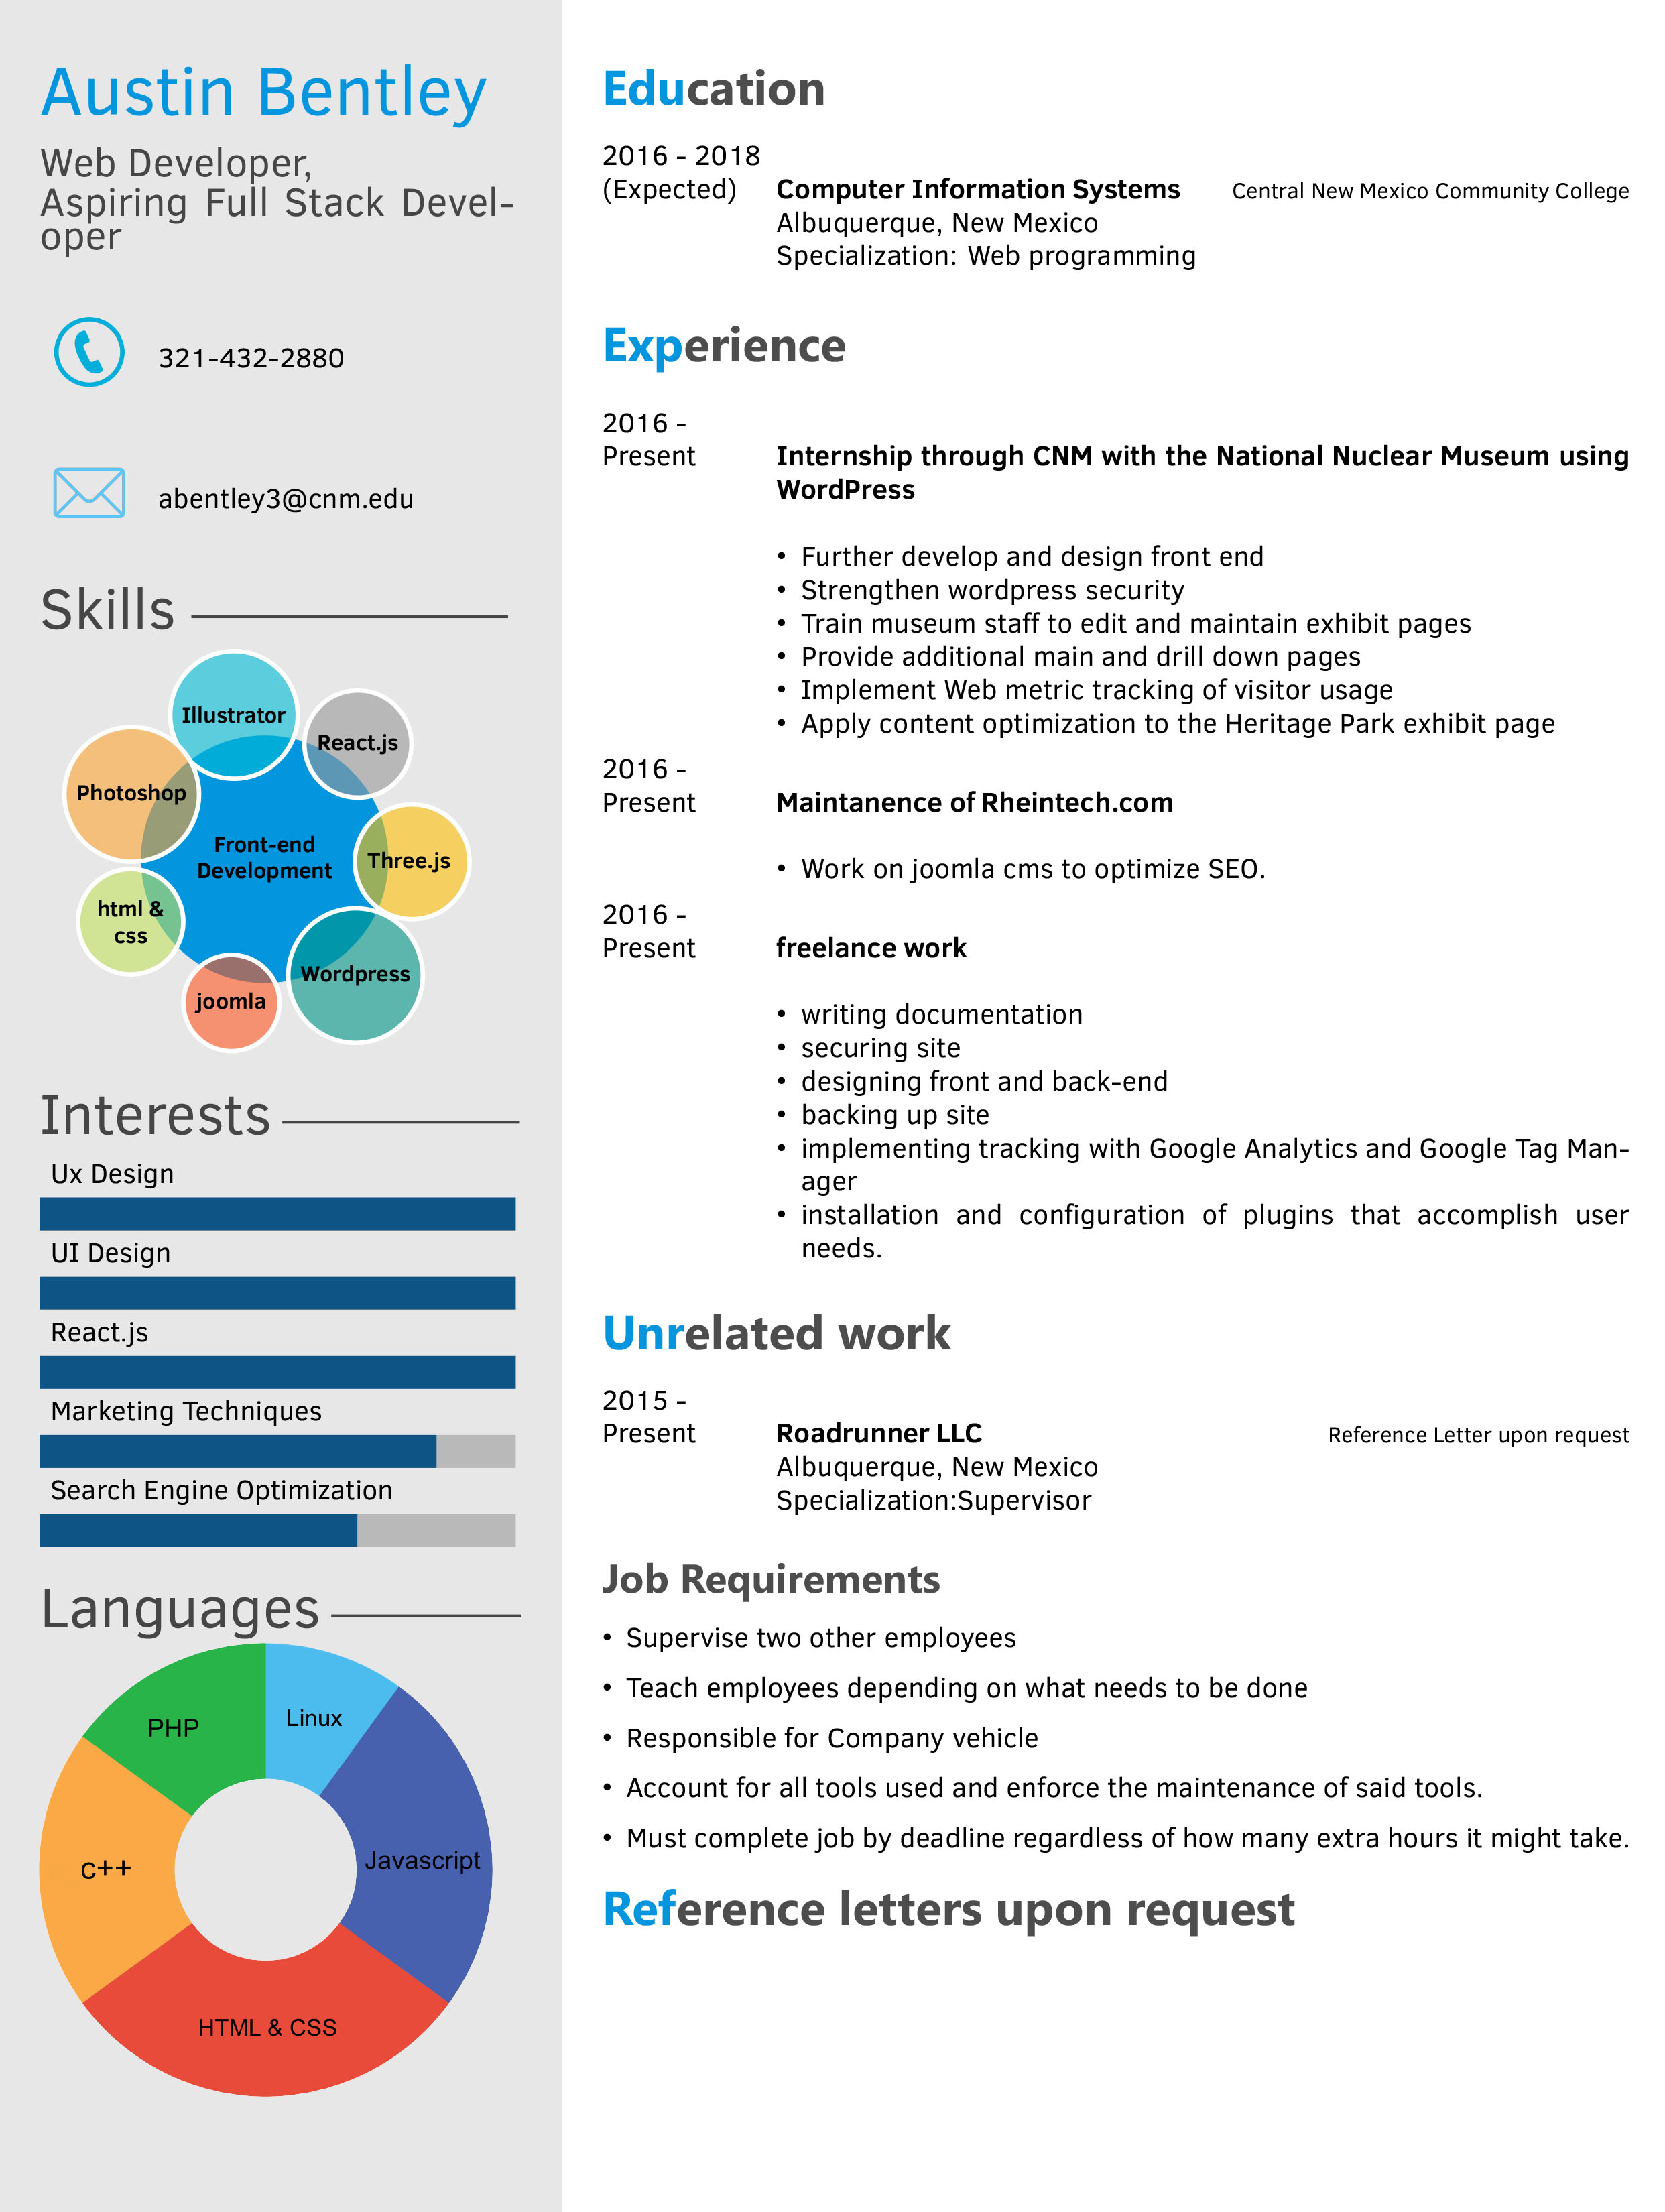 Austin Bentley
Web Developer,
Aspiring Full Stack Devel-
oper
321-432-2880
abentley3@cnm.edu
Skills
Illustrator
React.js
Photoshop
Front-end
Development
Three.js
html &
css
Wordpress
joomla
Interests
Ux Design
UI Design
React.js
Marketing Techniques
Search Engine Optimization
Languages
PHP
Linux
c++
Javascript
HTML & CSS
Education
2016 - 2018
(Expected) Computer Information Systems Central New Mexico Community College
Albuquerque, New Mexico
Specialization: Web programming
Experience
2016 -
Present Internship through CNM with the National Nuclear Museum using
WordPress
• Further develop and design front end
• Strengthen wordpress security
• Train museum staff to edit and maintain exhibit pages
• Provide additional main and drill down pages
• Implement Web metric tracking of visitor usage
• Apply content optimization to the Heritage Park exhibit page
2016 -
Present Maintanence of Rheintech.com
• Work on joomla cms to optimize SEO.
2016 -
Present freelance work
• writing documentation
• securing site
• designing front and back-end
• backing up site
• implementing tracking with Google Analytics and Google Tag Man-
ager
• installation and configuration of plugins that accomplish user
needs.
Unrelated work
2015 -
Present Roadrunner LLC Reference Letter upon request
Albuquerque, New Mexico
Specialization:Supervisor
Job Requirements
• Supervise two other employees
• Teach employees depending on what needs to be done
• Responsible for Company vehicle
• Account for all tools used and enforce the maintenance of said tools.
• Must complete job by deadline regardless of how many extra hours it might take.
Reference letters upon request